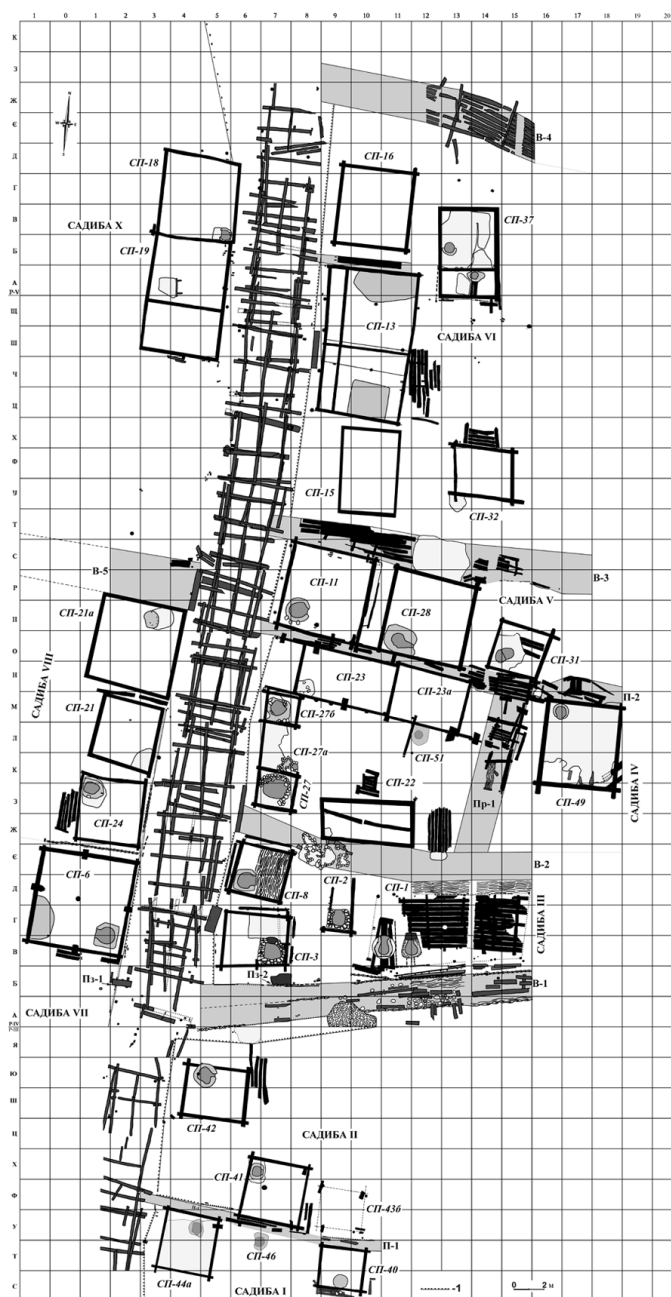 1 0 1 2 3 4 5 6 7 8 9 10 11 12 13 14 15 16 17 18 19 20
К
З
Ж
Є
Д
Г
В
Б
А
Р-V
Щ
Ш
Ч
Ц
Х
Ф
У
Т
С
Р
П
О
Н
М
Л
К
З
Ж
Є
Д
Г
В
Б
А
Р-IV
Я
Ю
Ш
Ц
Х
Ф
У
Т
С
N
W
E
S
В-4
СП-18
СП-16
САДИБА X
СП-37
СП-19
СП-13
САДИБА VI
СП-15
СП-32
В-5
СП-11
В-3
СП-21а
СП-28
САДИБА V
СП-31
САДИБА VIII
СП-23
СП-23а
П-2
СП-21
СП-27б
СП-27а
СП-51
СП-22
СП-27
Пр-1
СП-49
САДИБА IV
СП-24
В-2
СП-6
СП-8
СП-2
СП-1
САДИБА III
СП-3
Пз-2
Пз-1
В-1
САДИБА VII
СП-42
САДИБА II
СП-41
СП-43б
П-1
СП-46
СП-40
СП-44а
САДИБА I
-1
0 2 М